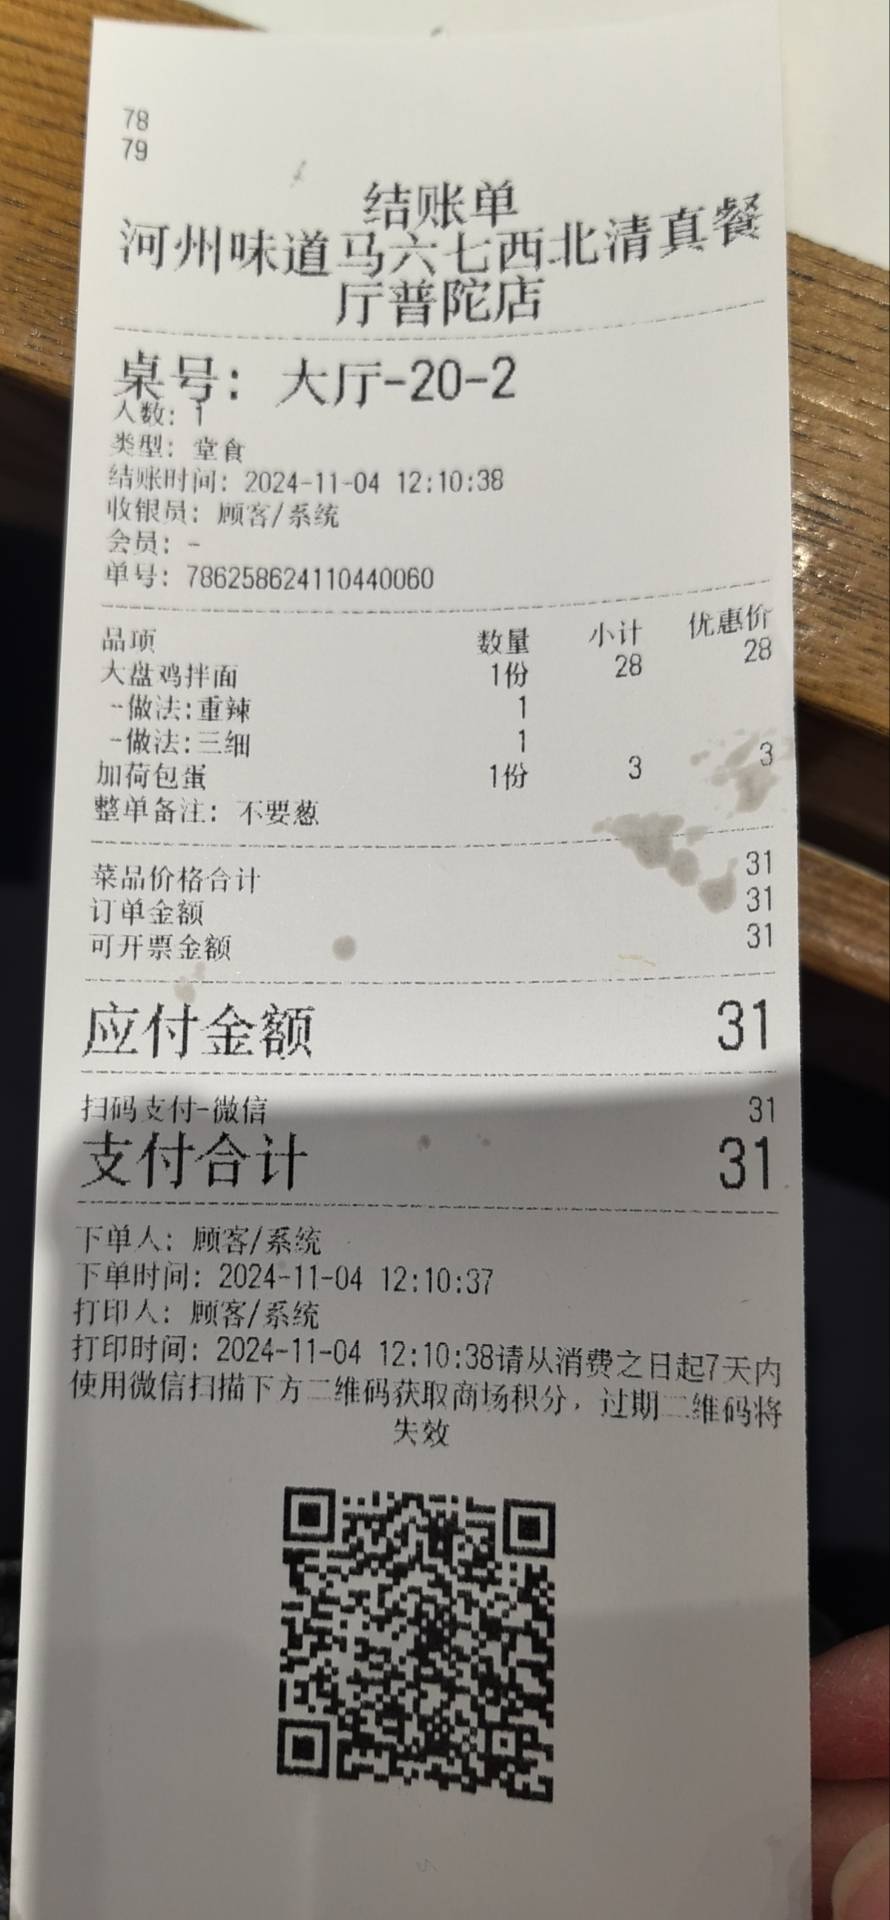 78
79
结账单
河州味道马六七西北清真餐
厅普陀店
桌号: 大厅-20-2
人数: 1
类型: 堂食
结账时间: 2024-11-04 12:10:38
收银员: 顾客/系统
会员: -
单号: 786258624110440060
品项 数量 小计 优惠价
大盘鸡拌面 1份 28 28
-做法:重辣 1
-做法:三细 1
加荷包蛋 1份 3 3
整单备注: 不要葱
菜品价格合计 31
订单金额 31
可开票金额 31
应付金额 31
扫码支付-微信 31
支付合计 31
下单人: 顾客/系统
下单时间: 2024-11-04 12:10:37
打印人: 顾客/系统
打印时间: 2024-11-04 12:10:38请从消费之日起7天内
使用微信扫描下方二维码获取商场积分，过期二维码将
失效